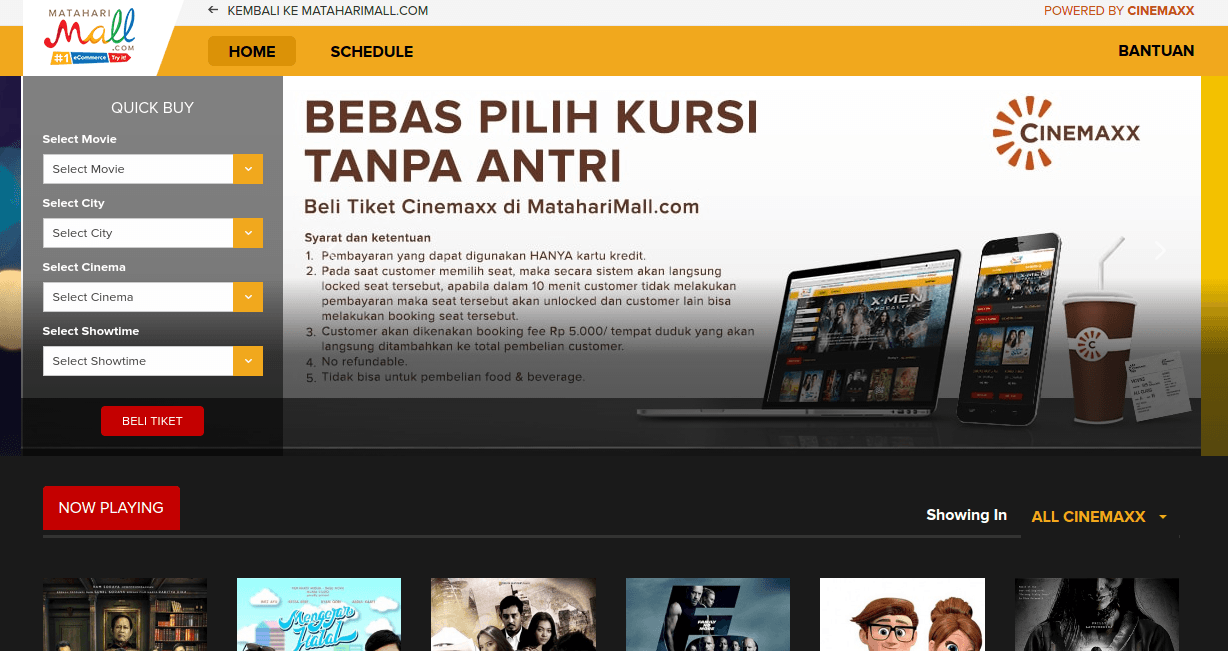 MATAHARI
Mall
.COM
#1 eCommerce Try it!
KEMBALI KE MATAHARIMALL.COM
POWERED BY CINEMAXX
HOME
SCHEDULE
BANTUAN
QUICK BUY
Select Movie
Select Movie
Select City
Select City
Select Cinema
Select Cinema
Select Showtime
Select Showtime
BELI TIKET
BEBAS PILIH KURSI
TANPA ANTRI
Beli Tiket Cinemaxx di MatahariMall.com
Syarat dan ketentuan
1. Pembayaran yang dapat digunakan HANYA kartu kredit.
2. Pada saat customer memilih seat, maka secara sistem akan langsung
locked seat tersebut, apabila dalam 10 menit customer tidak melakukan
pembayaran maka seat tersebut akan unlocked dan customer lain bisa
melakukan booking seat tersebut.
3. Customer akan dikenakan booking fee Rp 5.000/ tempat duduk yang akan
langsung ditambahkan ke total pembelian customer.
4. No refundable.
5. Tidak bisa untuk pembelian food & beverage.
CINEMAXX
X-MEN
C
NOW PLAYING
Showing In
ALL CINEMAXX
Mengejar
Halal
FAMILY
NO MORE